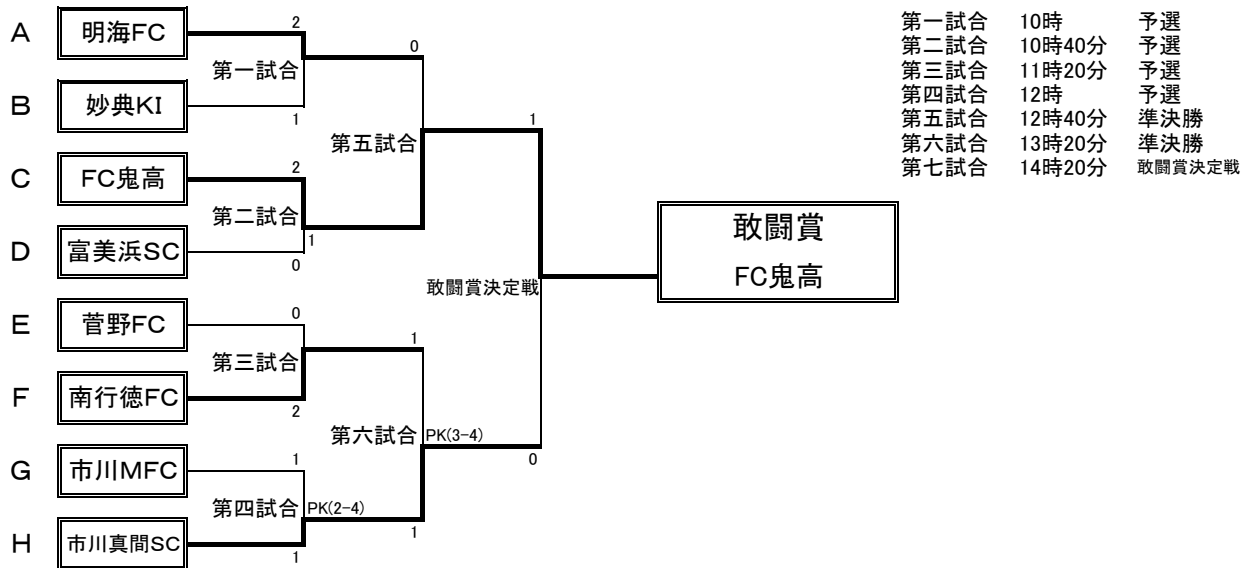 A 明海FC 2
第一試合 0
B 妙典KI 1
第五試合 1
C FC鬼高 2
第二試合 1
D 富美浜SC 0
敢闘賞決定戦
E 菅野FC 0
第三試合 1
F 南行徳FC 2
第六試合 PK(3-4) 0
G 市川MFC 1
第四試合 PK(2-4) 1
H 市川真間SC 1
敢闘賞
FC鬼高
第一試合 10時 予選
第二試合 10時40分 予選
第三試合 11時20分 予選
第四試合 12時 予選
第五試合 12時40分 準決勝
第六試合 13時20分 準決勝
第七試合 14時20分 敢闘賞決定戦